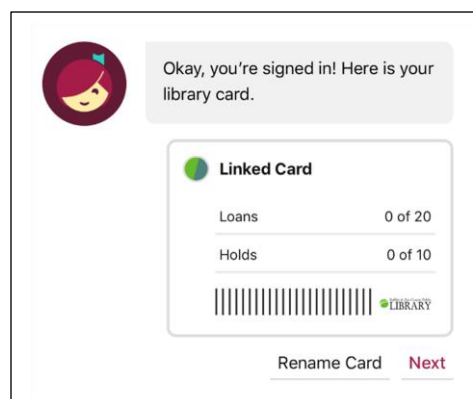 Okay, you're signed in! Here is your
library card.
Linked Card
Loans 0 of 20
Holds 0 of 10
LIBRARY
Rename Card Next